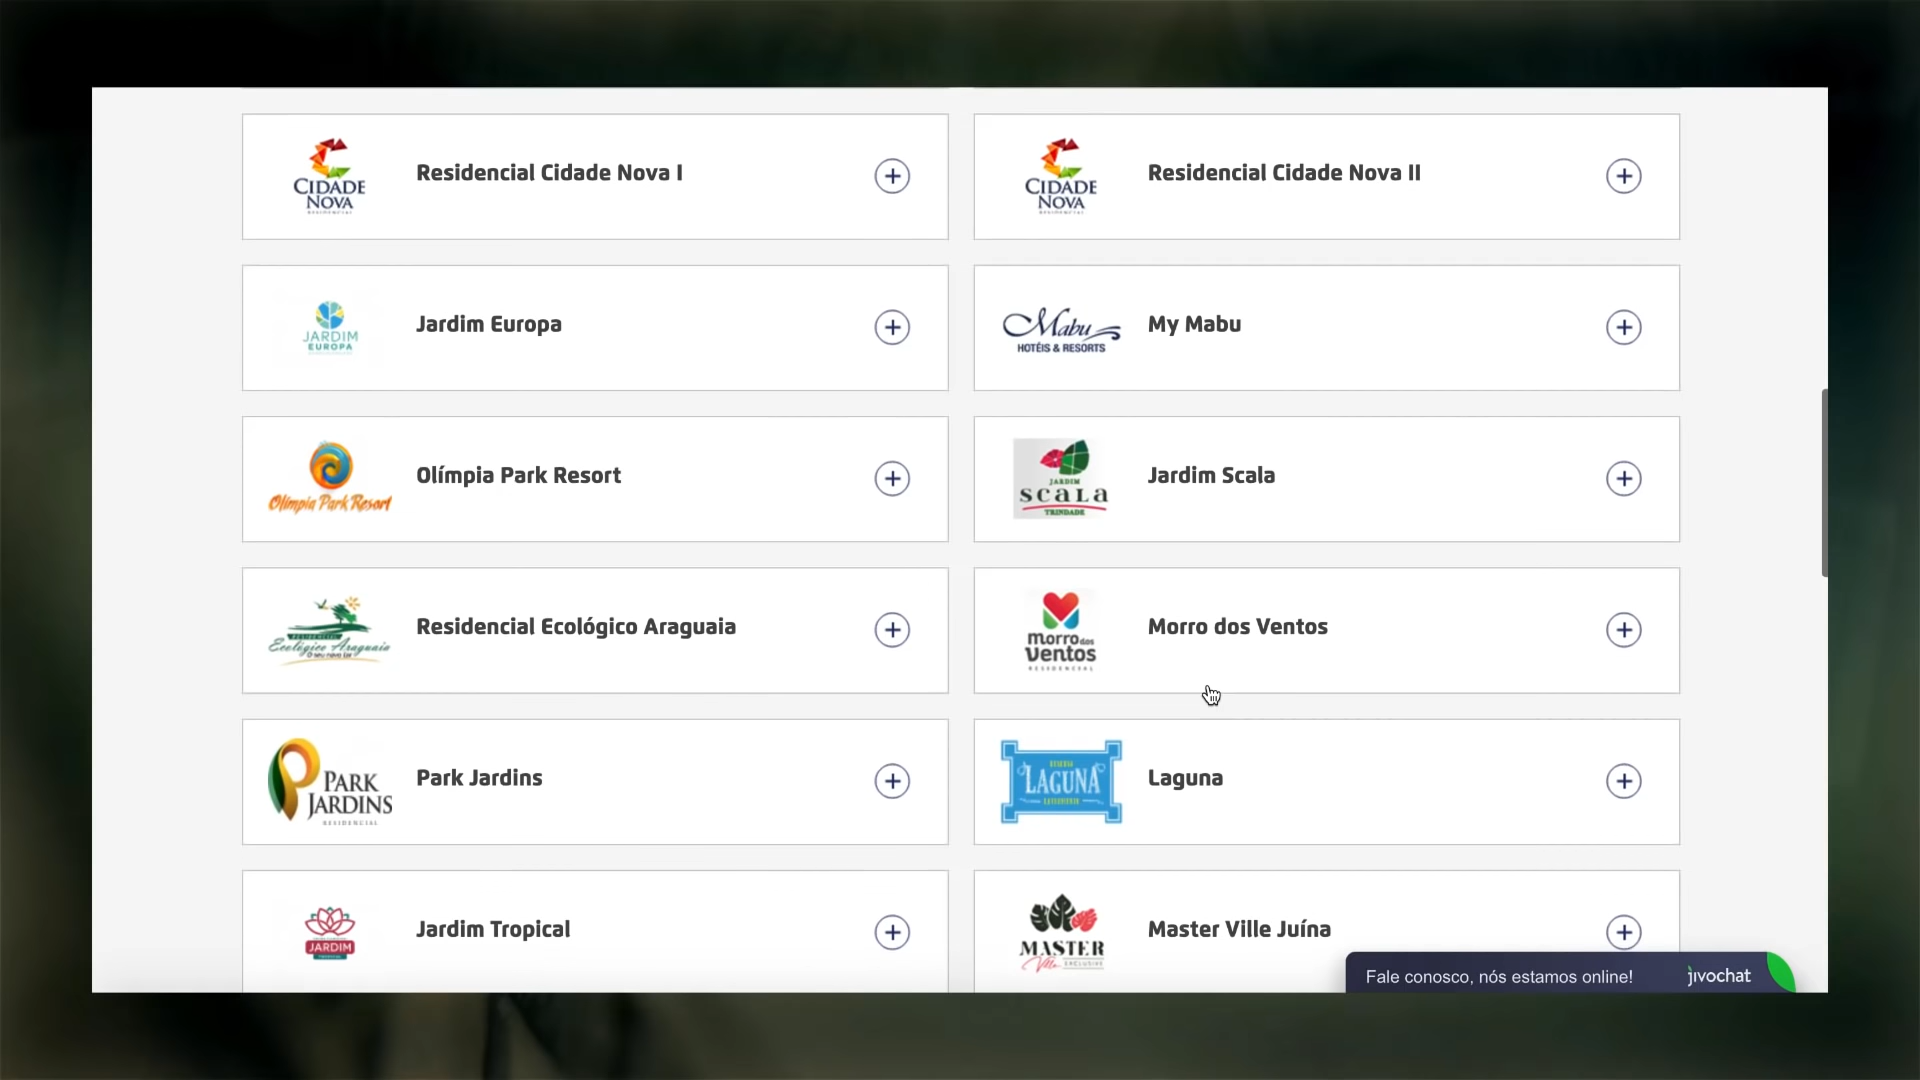 CIDADE
NOVA
RESIDENCIAL
Residencial Cidade Nova I
CIDADE
NOVA
RESIDENCIAL
Residencial Cidade Nova II
JARDIM
EUROPA
Jardim Europa
Mabu
HOTÉIS & RESORTS
My Mabu
Olímpia Park Resort
Olímpia Park Resort
JARDIM
SCALA
TRINDADE
Jardim Scala
RESIDENCIAL
Ecológico Araguaia
Residencial Ecológico Araguaia
morro dos
Ventos
RESIDENCIAL
Morro dos Ventos
PARK
JARDINS
RESIDENCIAL
Park Jardins
LAGUNA
Laguna
JARDIM
Jardim Tropical
MASTER
Ville EXCLUSIVE
Master Ville Juína
Fale conosco, nós estamos online!
jivochat